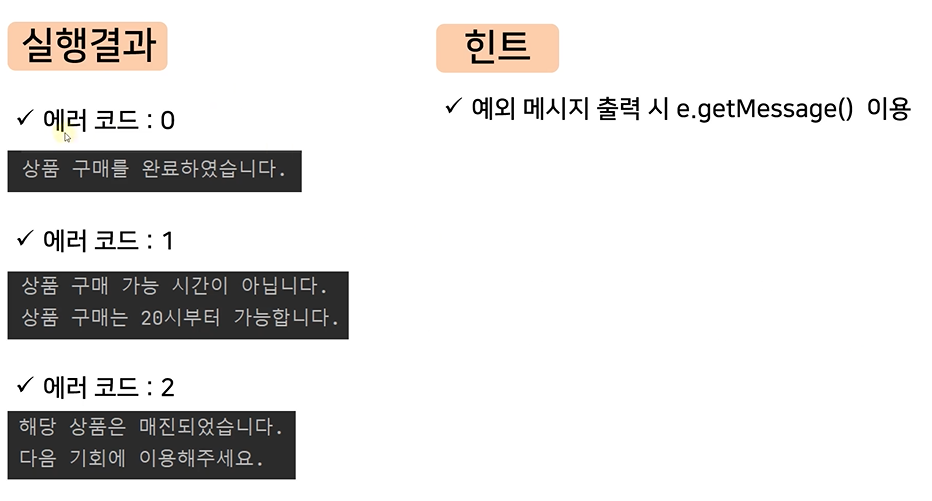 실행결과
✓ 에러 코드 : 0
상품 구매를 완료하였습니다.
✓ 에러 코드 : 1
상품 구매 가능 시간이 아닙니다.
상품 구매는 20시부터 가능합니다.
✓ 에러 코드 : 2
해당 상품은 매진되었습니다.
다음 기회에 이용해주세요.
힌트
✓ 예외 메시지 출력 시 e.getMessage() 이용